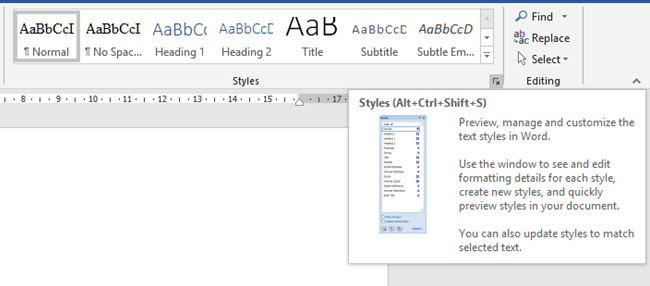 AaBbCcI AaBbCcI AaBbCc AaBbCcI AaB AaBbCcD AaBbCcD
¶ Normal ¶ No Spac... Heading 1 Heading 2 Title Subtitle Subtle Em...
Find
Replace
Select
Styles Editing
8 9 10 11 12 13 14 15 17
Styles (Alt+Ctrl+Shift+S)
Preview, manage and customize the
text styles in Word.
Use the window to see and edit
formatting details for each style,
create new styles, and quickly
preview styles in your document.
You can also update styles to match
selected text.